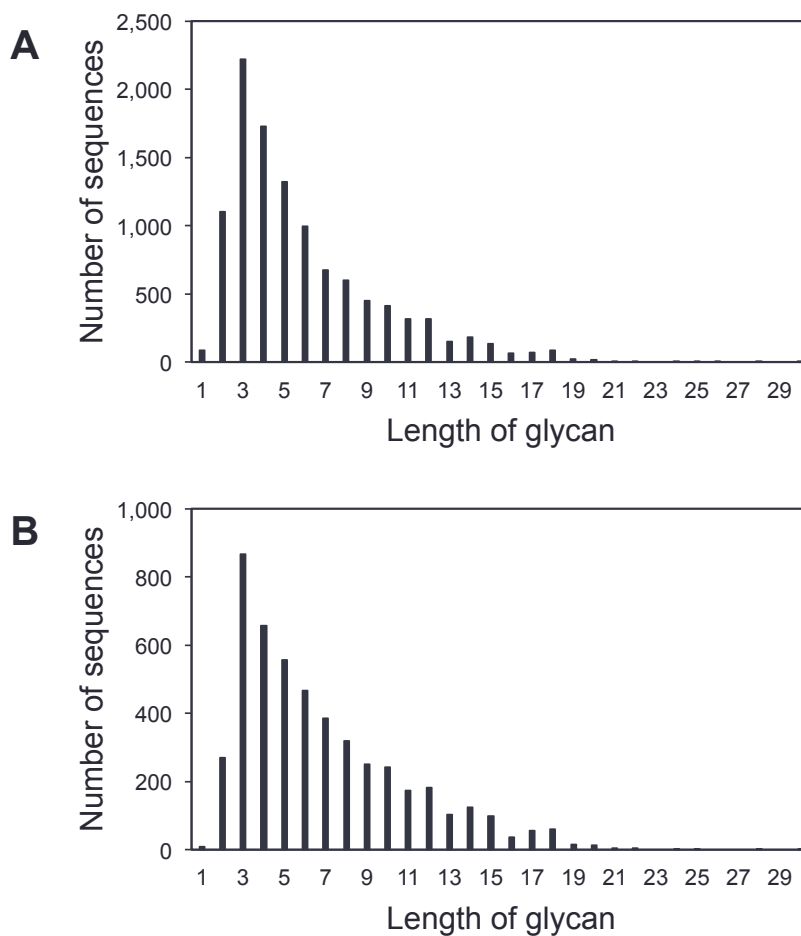 A
Number of sequences
2,500
2,000
1,500
1,000
500
0
1 3 5 7 9 11 13 15 17 19 21 23 25 27 29
Length of glycan
B
Number of sequences
1,000
800
600
400
200
0
1 3 5 7 9 11 13 15 17 19 21 23 25 27 29
Length of glycan